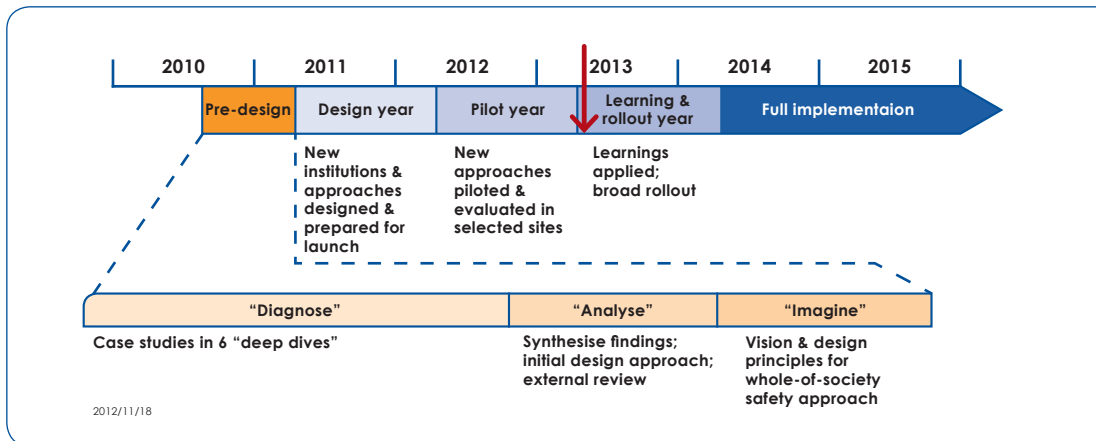 2010 2011 2012 2013 2014 2015
Pre-design Design year Pilot year Learning &
rollout year Full implementaion
New
institutions &
approaches
designed &
prepared for
launch
New
approaches
piloted &
evaluated in
selected sites
Learnings
applied;
broad rollout
“Diagnose” “Analyse” “Imagine”
Case studies in 6 “deep dives”
Synthesise findings;
initial design approach;
external review
Vision & design
principles for
whole-of-society
safety approach
2012/11/18